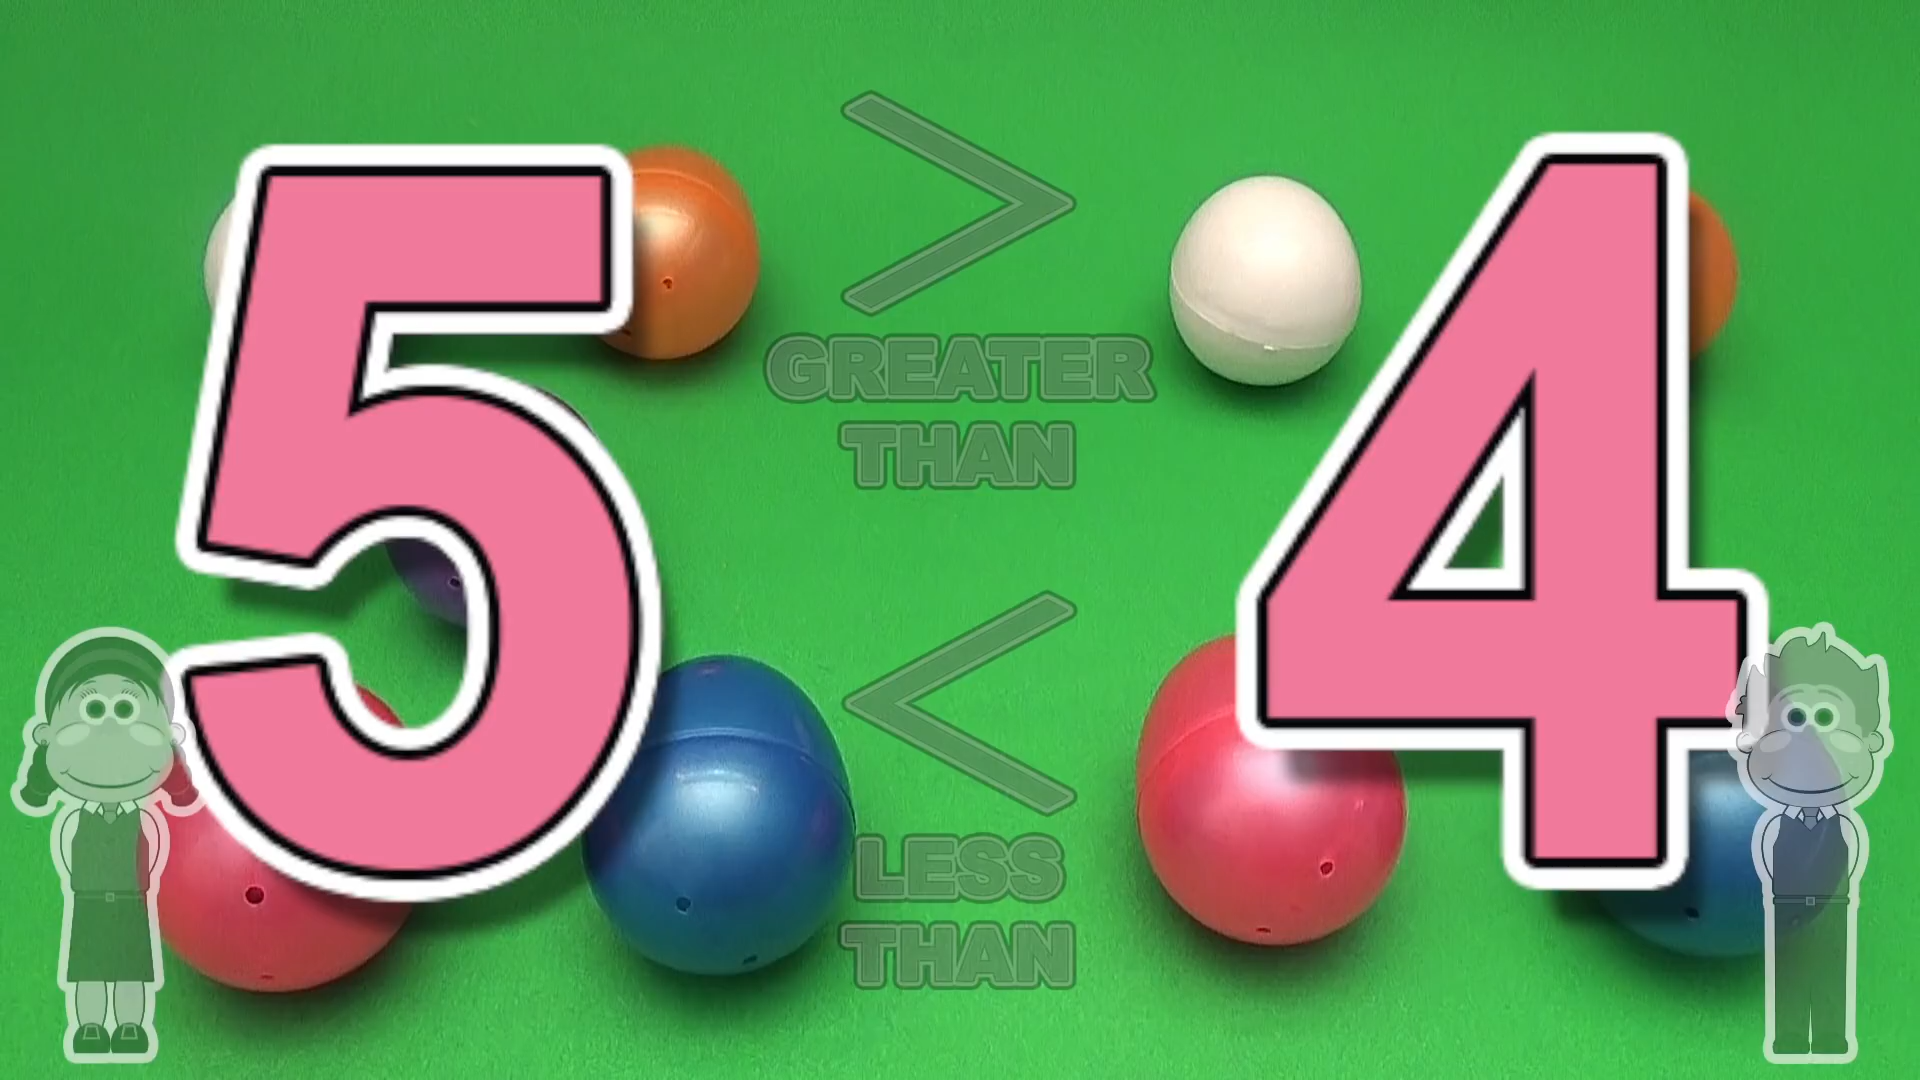 5 > 4
GREATER
THAN
<
LESS
THAN